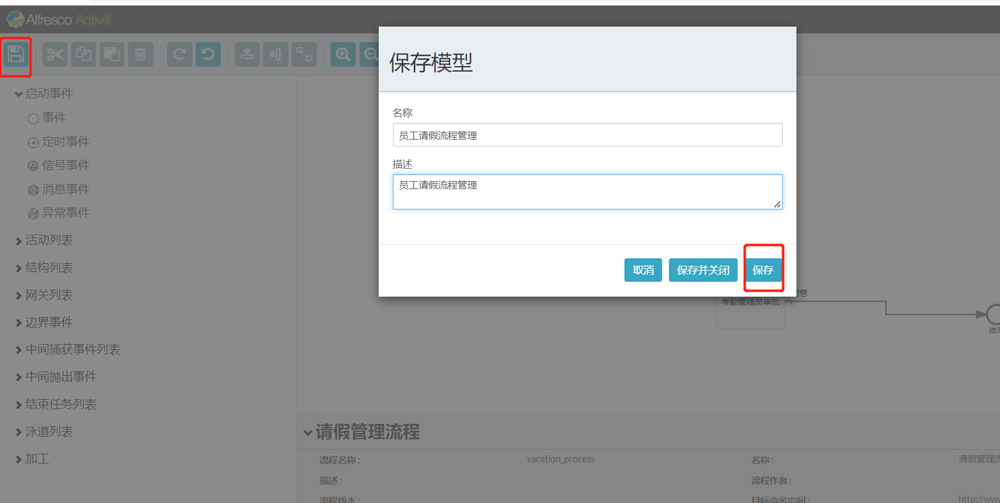 Alfresco Activiti
保存模型
启动事件
事件
定时事件
信号事件
消息事件
异常事件
活动列表
结构列表
网关列表
边界事件
中间捕获事件列表
中间抛出事件
结束任务列表
泳道列表
加工
名称
员工请假流程管理
描述
员工请假流程管理
取消 保存并关闭 保存
考勤管理员审批
请假管理流程
流程名称： vacation_process 名称： 请假管理流
描述： 流程作者：
流程版本： 目标命名空间： http://www